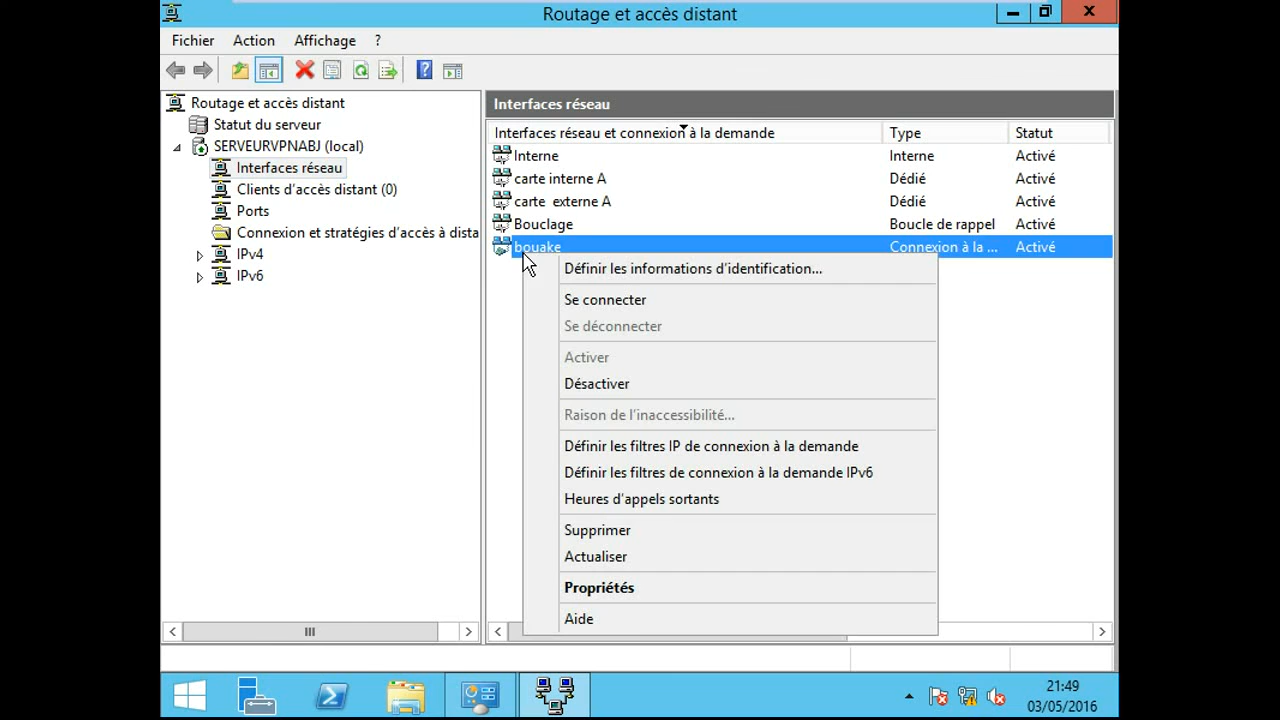 Routage et accès distant
Fichier Action Affichage ?
Routage et accès distant
Statut du serveur
SERVEURVPNABJ (local)
Interfaces réseau
Clients d'accès distant (0)
Ports
Connexion et stratégies d'accès à dista
IPv4
IPv6
Interfaces réseau
Interfaces réseau et connexion à la demande Type Statut
Interne Interne Activé
carte interne A Dédié Activé
carte externe A Dédié Activé
Bouclage Boucle de rappel Activé
bouake Connexion à la ... Activé
Définir les informations d'identification...
Se connecter
Se déconnecter
Activer
Désactiver
Raison de l'inaccessibilité...
Définir les filtres IP de connexion à la demande
Définir les filtres de connexion à la demande IPv6
Heures d'appels sortants
Supprimer
Actualiser
Propriétés
Aide
21:49
03/05/2016